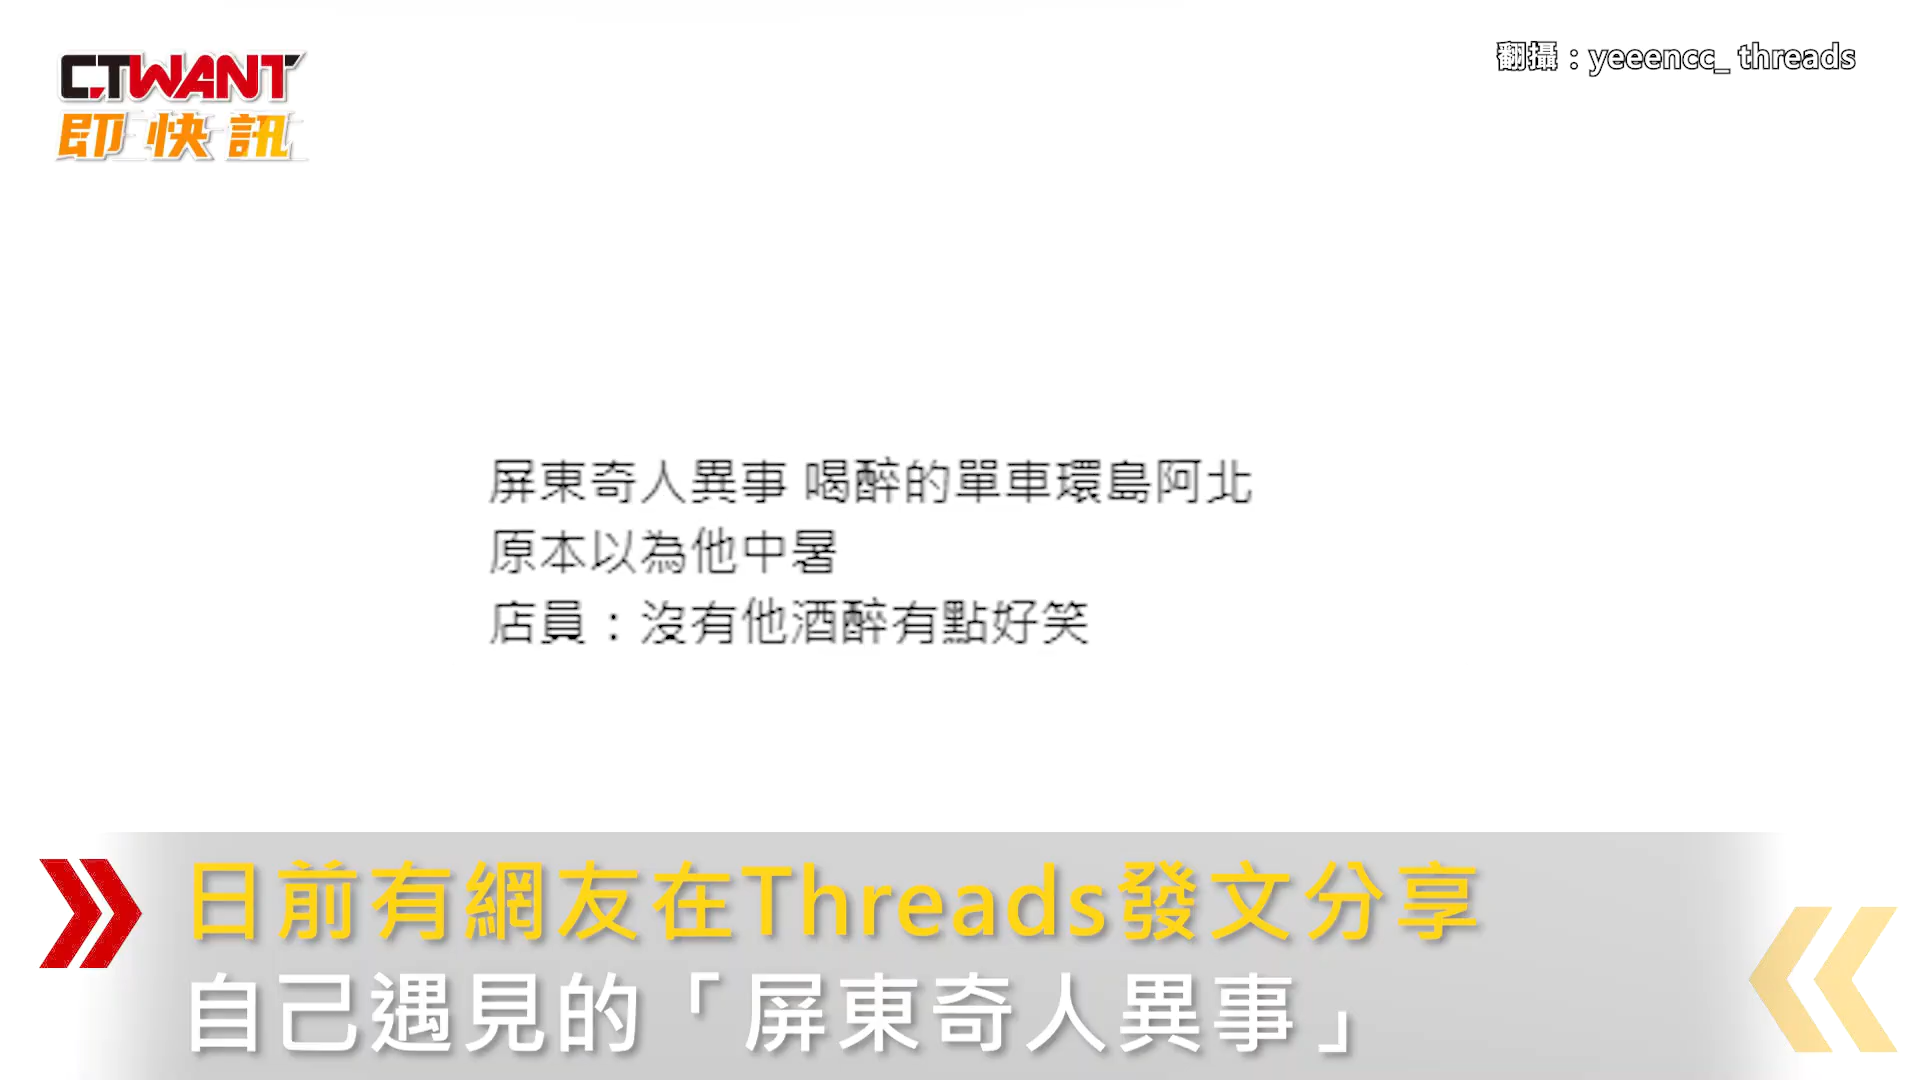 CTWANT
即快訊
翻攝：yeeencc_ threads
屏東奇人異事 喝醉的單車環島阿北
原本以為他中暑
店員：沒有他酒醉有點好笑
日前有網友在Threads發文分享
自己遇見的「屏東奇人異事」